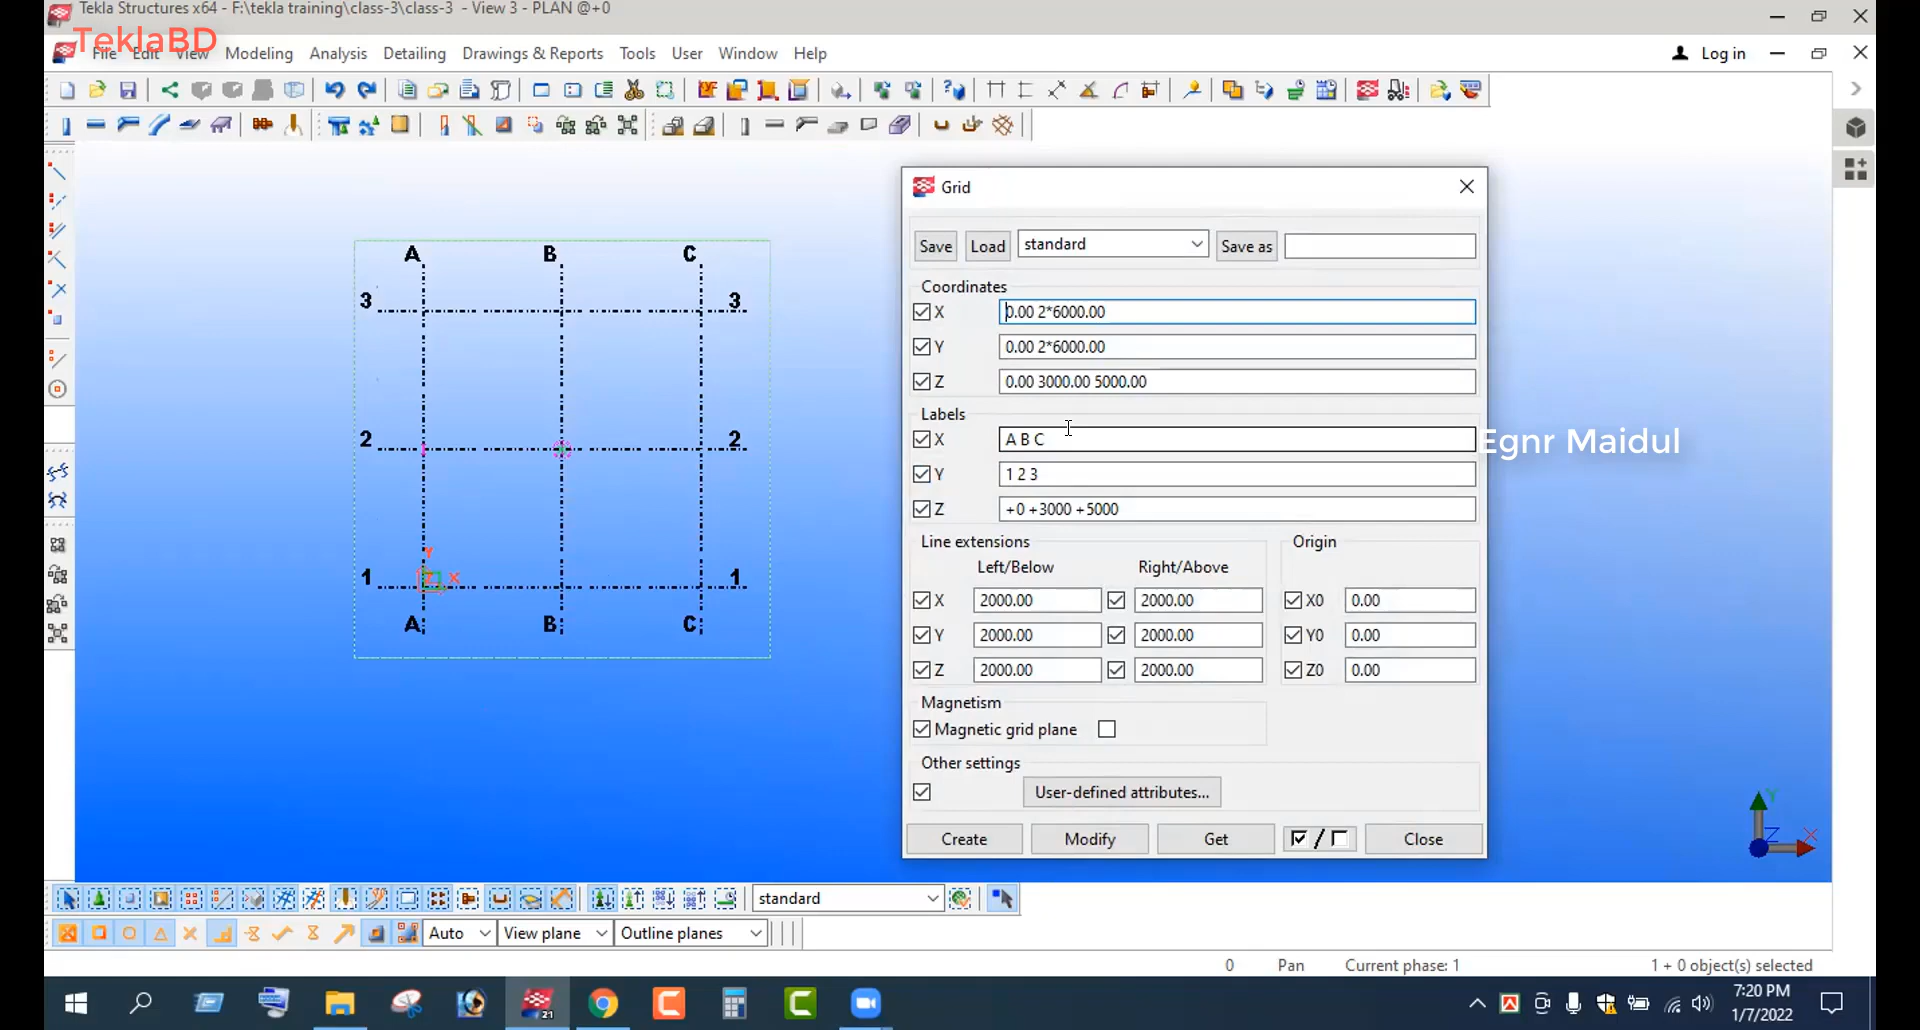 Tekla Structures x64 - F:\tekla training\class-3\class-3 - View 3 - PLAN @+0
TeklaBD
File Edit View Modeling Analysis Detailing Drawings & Reports Tools User Window Help Log in
Grid
Save Load standard Save as
Coordinates
X 0.00 2*6000.00
Y 0.00 2*6000.00
Z 0.00 3000.00 5000.00
Labels
X A B C
Y 1 2 3
Z +0 +3000 +5000
Egnr Maidul
Line extensions Origin
Left/Below Right/Above
X 2000.00 2000.00 X0 0.00
Y 2000.00 2000.00 Y0 0.00
Z 2000.00 2000.00 Z0 0.00
Magnetism
Magnetic grid plane
Other settings
User-defined attributes...
Create Modify Get / Close
A B C
3 3
2 2
Y
1 X 1
A B C
Y
Z X
standard
Auto View plane Outline planes
0 Pan Current phase: 1 1 + 0 object(s) selected
21
7:20 PM
1/7/2022